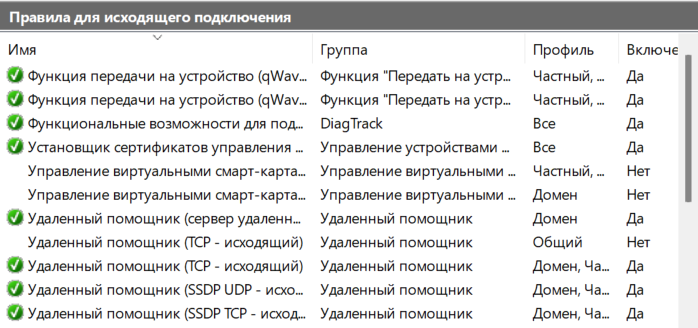 Правила для исходящего подключения
Имя Группа Профиль Включе
Функция передачи на устройство (qWav... Функция "Передать на устр... Частный, ... Да
Функция передачи на устройство (qWav... Функция "Передать на устр... Частный, ... Да
Функциональные возможности для под... DiagTrack Все Да
Установщик сертификатов управления ... Управление устройствами ... Все Да
Управление виртуальными смарт-карта... Управление виртуальными ... Частный, ... Нет
Управление виртуальными смарт-карта... Управление виртуальными ... Домен Нет
Удаленный помощник (сервер удаленн... Удаленный помощник Домен Да
Удаленный помощник (TCP - исходящий) Удаленный помощник Общий Нет
Удаленный помощник (TCP - исходящий) Удаленный помощник Домен, Ча... Да
Удаленный помощник (SSDP UDP - исхо... Удаленный помощник Домен, Ча... Да
Удаленный помощник (SSDP TCP - исход... Удаленный помощник Домен, Ча... Да